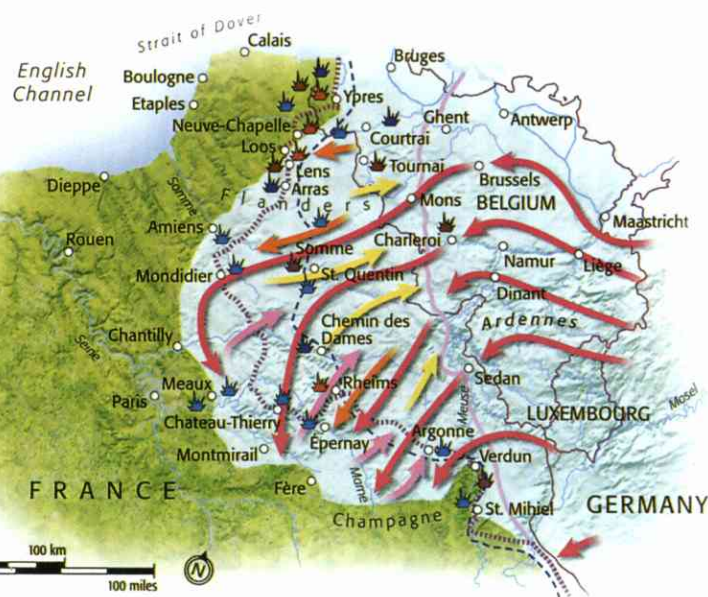 Strait of Dover
Calais
English
Channel
Boulogne
Etaples
Bruges
Ypres
Ghent
Antwerp
Neuve-Chapelle
Courtrai
Loos
Lens
Tournai
Dieppe
Somme
Flanders
Arras
Brussels
Mons
BELGIUM
Maastricht
Amiens
Rouen
Somme
Charleroi
Namur
Liège
Mondidier
St. Quentin
Dinant
Chantilly
Chemin des
Dames
Ardennes
Seine
Meaux
Paris
Rheims
Sedan
Meuse
LUXEMBOURG
Mosel
Chateau-Thierry
Épernay
Argonne
Verdun
Montmirail
Marne
FRANCE
Fère
Champagne
St. Mihiel
GERMANY
100 km
100 miles
N